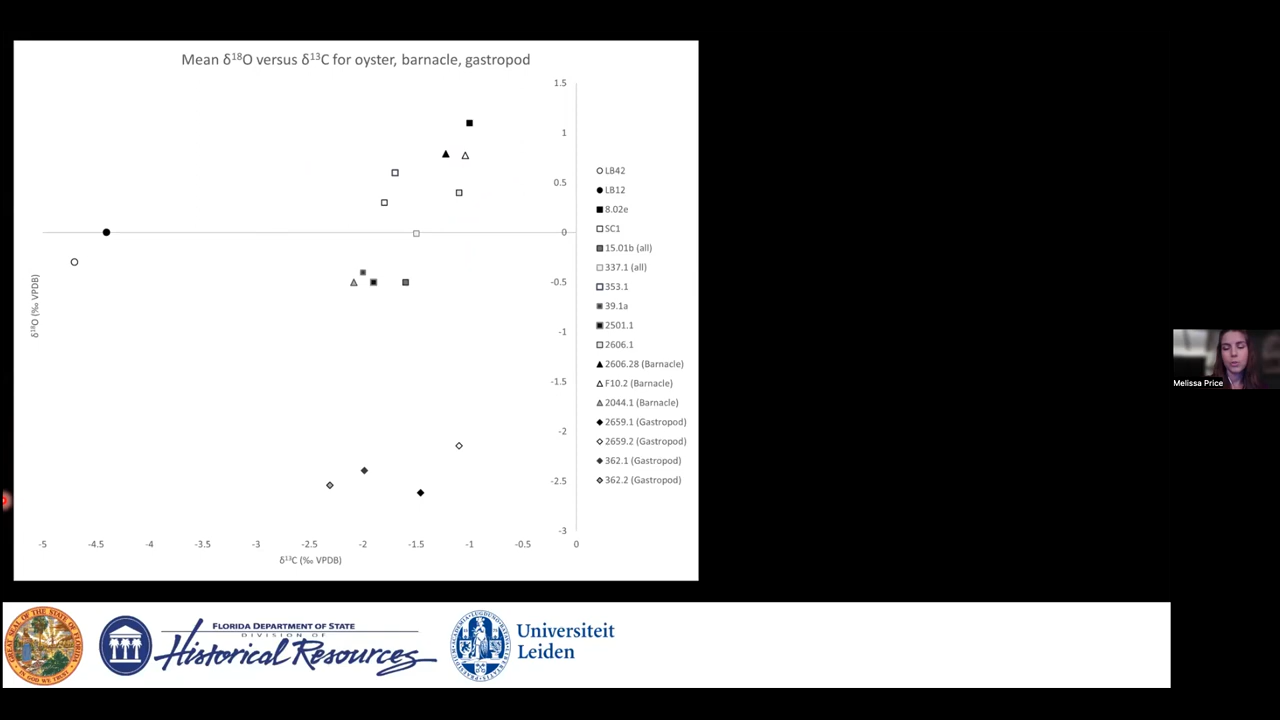 Mean δ¹⁸O versus δ¹³C for oyster, barnacle, gastropod
1.5
1
0.5
0
-0.5
-1
-1.5
-2
-2.5
-3
δ¹⁸O (‰ VPDB)
-5 -4.5 -4 -3.5 -3 -2.5 -2 -1.5 -1 -0.5 0
δ¹³C (‰ VPDB)
LB42
LB12
8.02e
SC1
15.01b (all)
337.1 (all)
353.1
39.1a
2501.1
2606.1
2606.28 (Barnacle)
F10.2 (Barnacle)
2044.1 (Barnacle)
2659.1 (Gastropod)
2659.2 (Gastropod)
362.1 (Gastropod)
362.2 (Gastropod)
Melissa Price
FLORIDA DEPARTMENT OF STATE
DIVISION OF
Historical Resources
Universiteit
Leiden